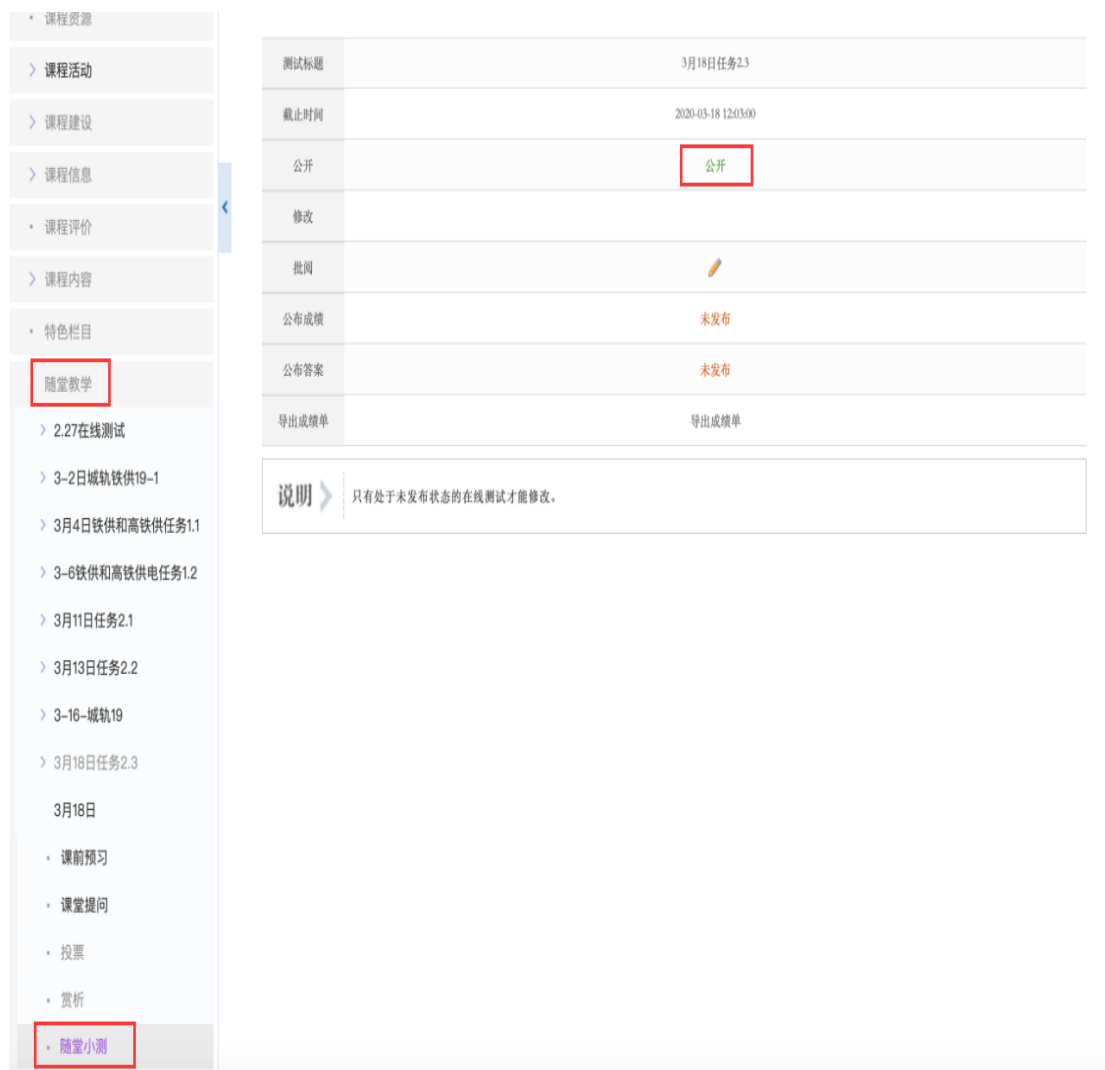 课程资源
课程活动
课程建设
课程信息
课程评价
课程内容
特色栏目
随堂教学
2.27在线测试
3-2日城轨铁供19-1
3月4日铁供和高铁供任务1.1
3-6铁供和高铁供电任务1.2
3月11日任务2.1
3月13日任务2.2
3-16-城轨19
3月18日任务2.3
3月18日
课前预习
课堂提问
投票
赏析
随堂小测
测试标题 3月18日任务2.3
截止时间 2020-03-18 12:03:00
公开 公开
修改
批阅
公布成绩 未发布
公布答案 未发布
导出成绩单 导出成绩单
说明 只有处于未发布状态的在线测试才能修改。